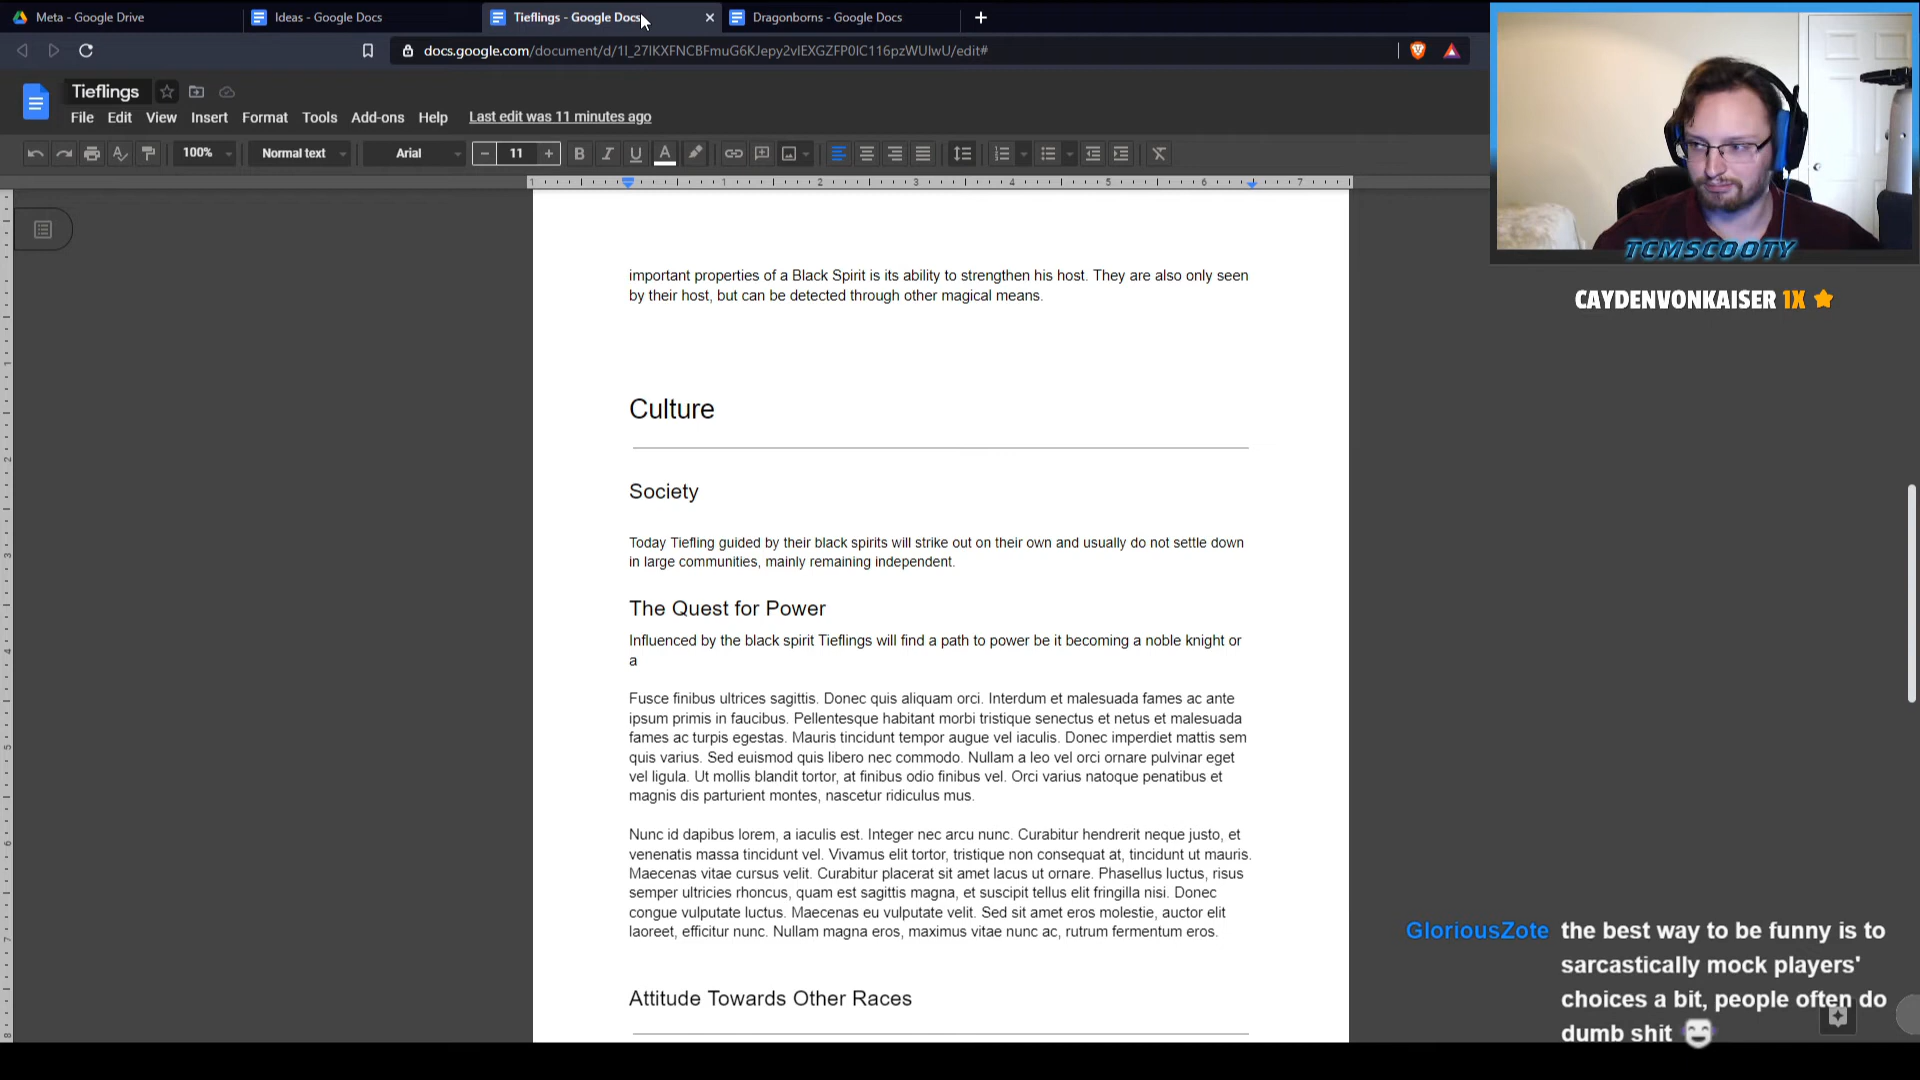 Meta - Google Drive
Ideas - Google Docs
Tieflings - Google Docs
Dragonborns - Google Docs
docs.google.com/document/d/1I_27IKXFNCBFmuG6KJepy2vIEXGZFP0lC116pzWUlwU/edit#
Tieflings
File Edit View Insert Format Tools Add-ons Help Last edit was 11 minutes ago
100% Normal text Arial 11
1 1 2 3 4 5 6 7
TCMSCOOTY
CAYDENVONKAISER 1X
important properties of a Black Spirit is its ability to strengthen his host. They are also only seen
by their host, but can be detected through other magical means.
Culture
Society
Today Tiefling guided by their black spirits will strike out on their own and usually do not settle down
in large communities, mainly remaining independent.
The Quest for Power
Influenced by the black spirit Tieflings will find a path to power be it becoming a noble knight or
a
Fusce finibus ultrices sagittis. Donec quis aliquam orci. Interdum et malesuada fames ac ante
ipsum primis in faucibus. Pellentesque habitant morbi tristique senectus et netus et malesuada
fames ac turpis egestas. Mauris tincidunt tempor augue vel iaculis. Donec imperdiet mattis sem
quis varius. Sed euismod quis libero nec commodo. Nullam a leo vel orci ornare pulvinar eget
vel ligula. Ut mollis blandit tortor, at finibus odio finibus vel. Orci varius natoque penatibus et
magnis dis parturient montes, nascetur ridiculus mus.
Nunc id dapibus lorem, a iaculis est. Integer nec arcu nunc. Curabitur hendrerit neque justo, et
venenatis massa tincidunt vel. Vivamus elit tortor, tristique non consequat at, tincidunt ut mauris.
Maecenas vitae cursus velit. Curabitur placerat sit amet lacus ut ornare. Phasellus luctus, risus
semper ultricies rhoncus, quam est sagittis magna, et suscipit tellus elit fringilla nisi. Donec
congue vulputate luctus. Maecenas eu vulputate velit. Sed sit amet eros molestie, auctor elit
laoreet, efficitur nunc. Nullam magna eros, maximus vitae nunc ac, rutrum fermentum eros.
Attitude Towards Other Races
GloriousZote the best way to be funny is to
sarcastically mock players'
choices a bit, people often do
dumb shit